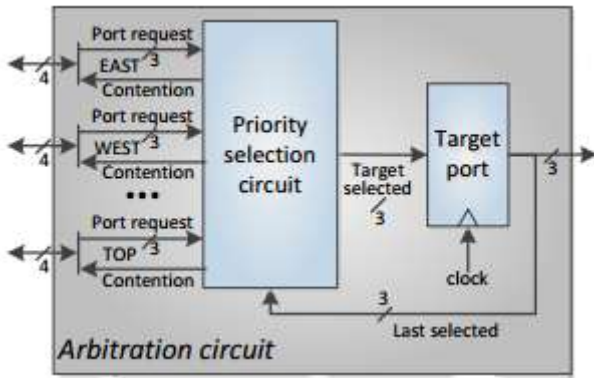 Port request
3
EAST
4
Contention
Port request
3
WEST
4
Contention
Port request
3
TOP
4
Contention
Priority
selection
circuit
Target
selected
3
Target
port
3
clock
3
Last selected
Arbitration circuit